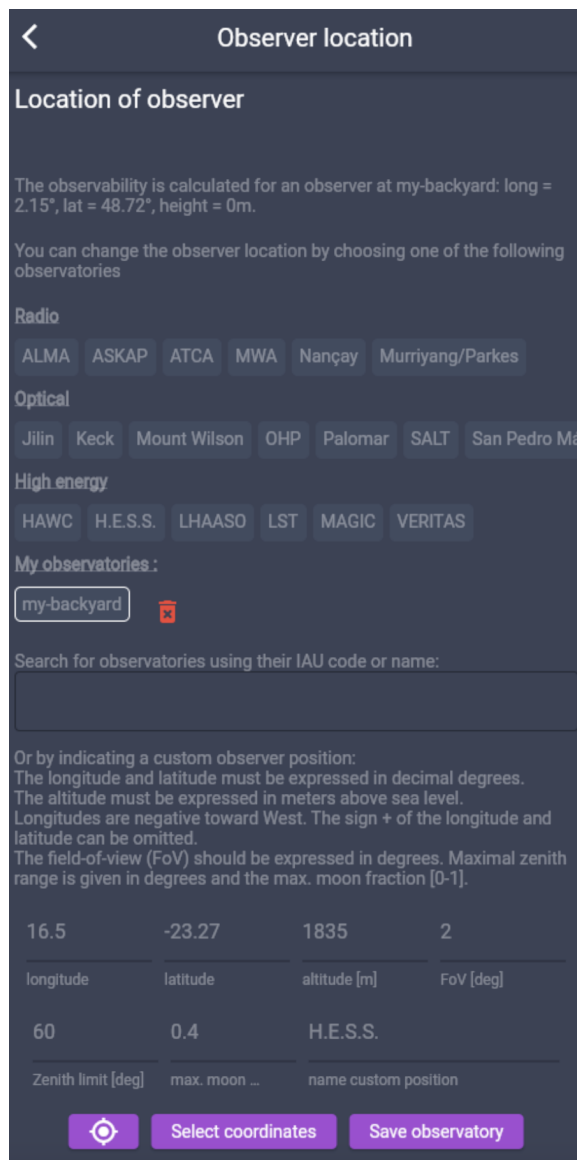 Observer location
Location of observer
The observability is calculated for an observer at my-backyard: long =
2.15°, lat = 48.72°, height = 0m.
You can change the observer location by choosing one of the following
observatories
Radio
ALMA ASKAP ATCA MWA Nançay Murriyang/Parkes
Optical
Jilin Keck Mount Wilson OHP Palomar SALT San Pedro Má
High energy
HAWC H.E.S.S. LHAASO LST MAGIC VERITAS
My observatories :
my-backyard
Search for observatories using their IAU code or name:
Or by indicating a custom observer position:
The longitude and latitude must be expressed in decimal degrees.
The altitude must be expressed in meters above sea level.
Longitudes are negative toward West. The sign + of the longitude and
latitude can be omitted.
The field-of-view (FoV) should be expressed in degrees. Maximal zenith
range is given in degrees and the max. moon fraction [0-1].
16.5 -23.27 1835 2
longitude latitude altitude [m] FoV [deg]
60 0.4 H.E.S.S.
Zenith limit [deg] max. moon ... name custom position
Select coordinates Save observatory